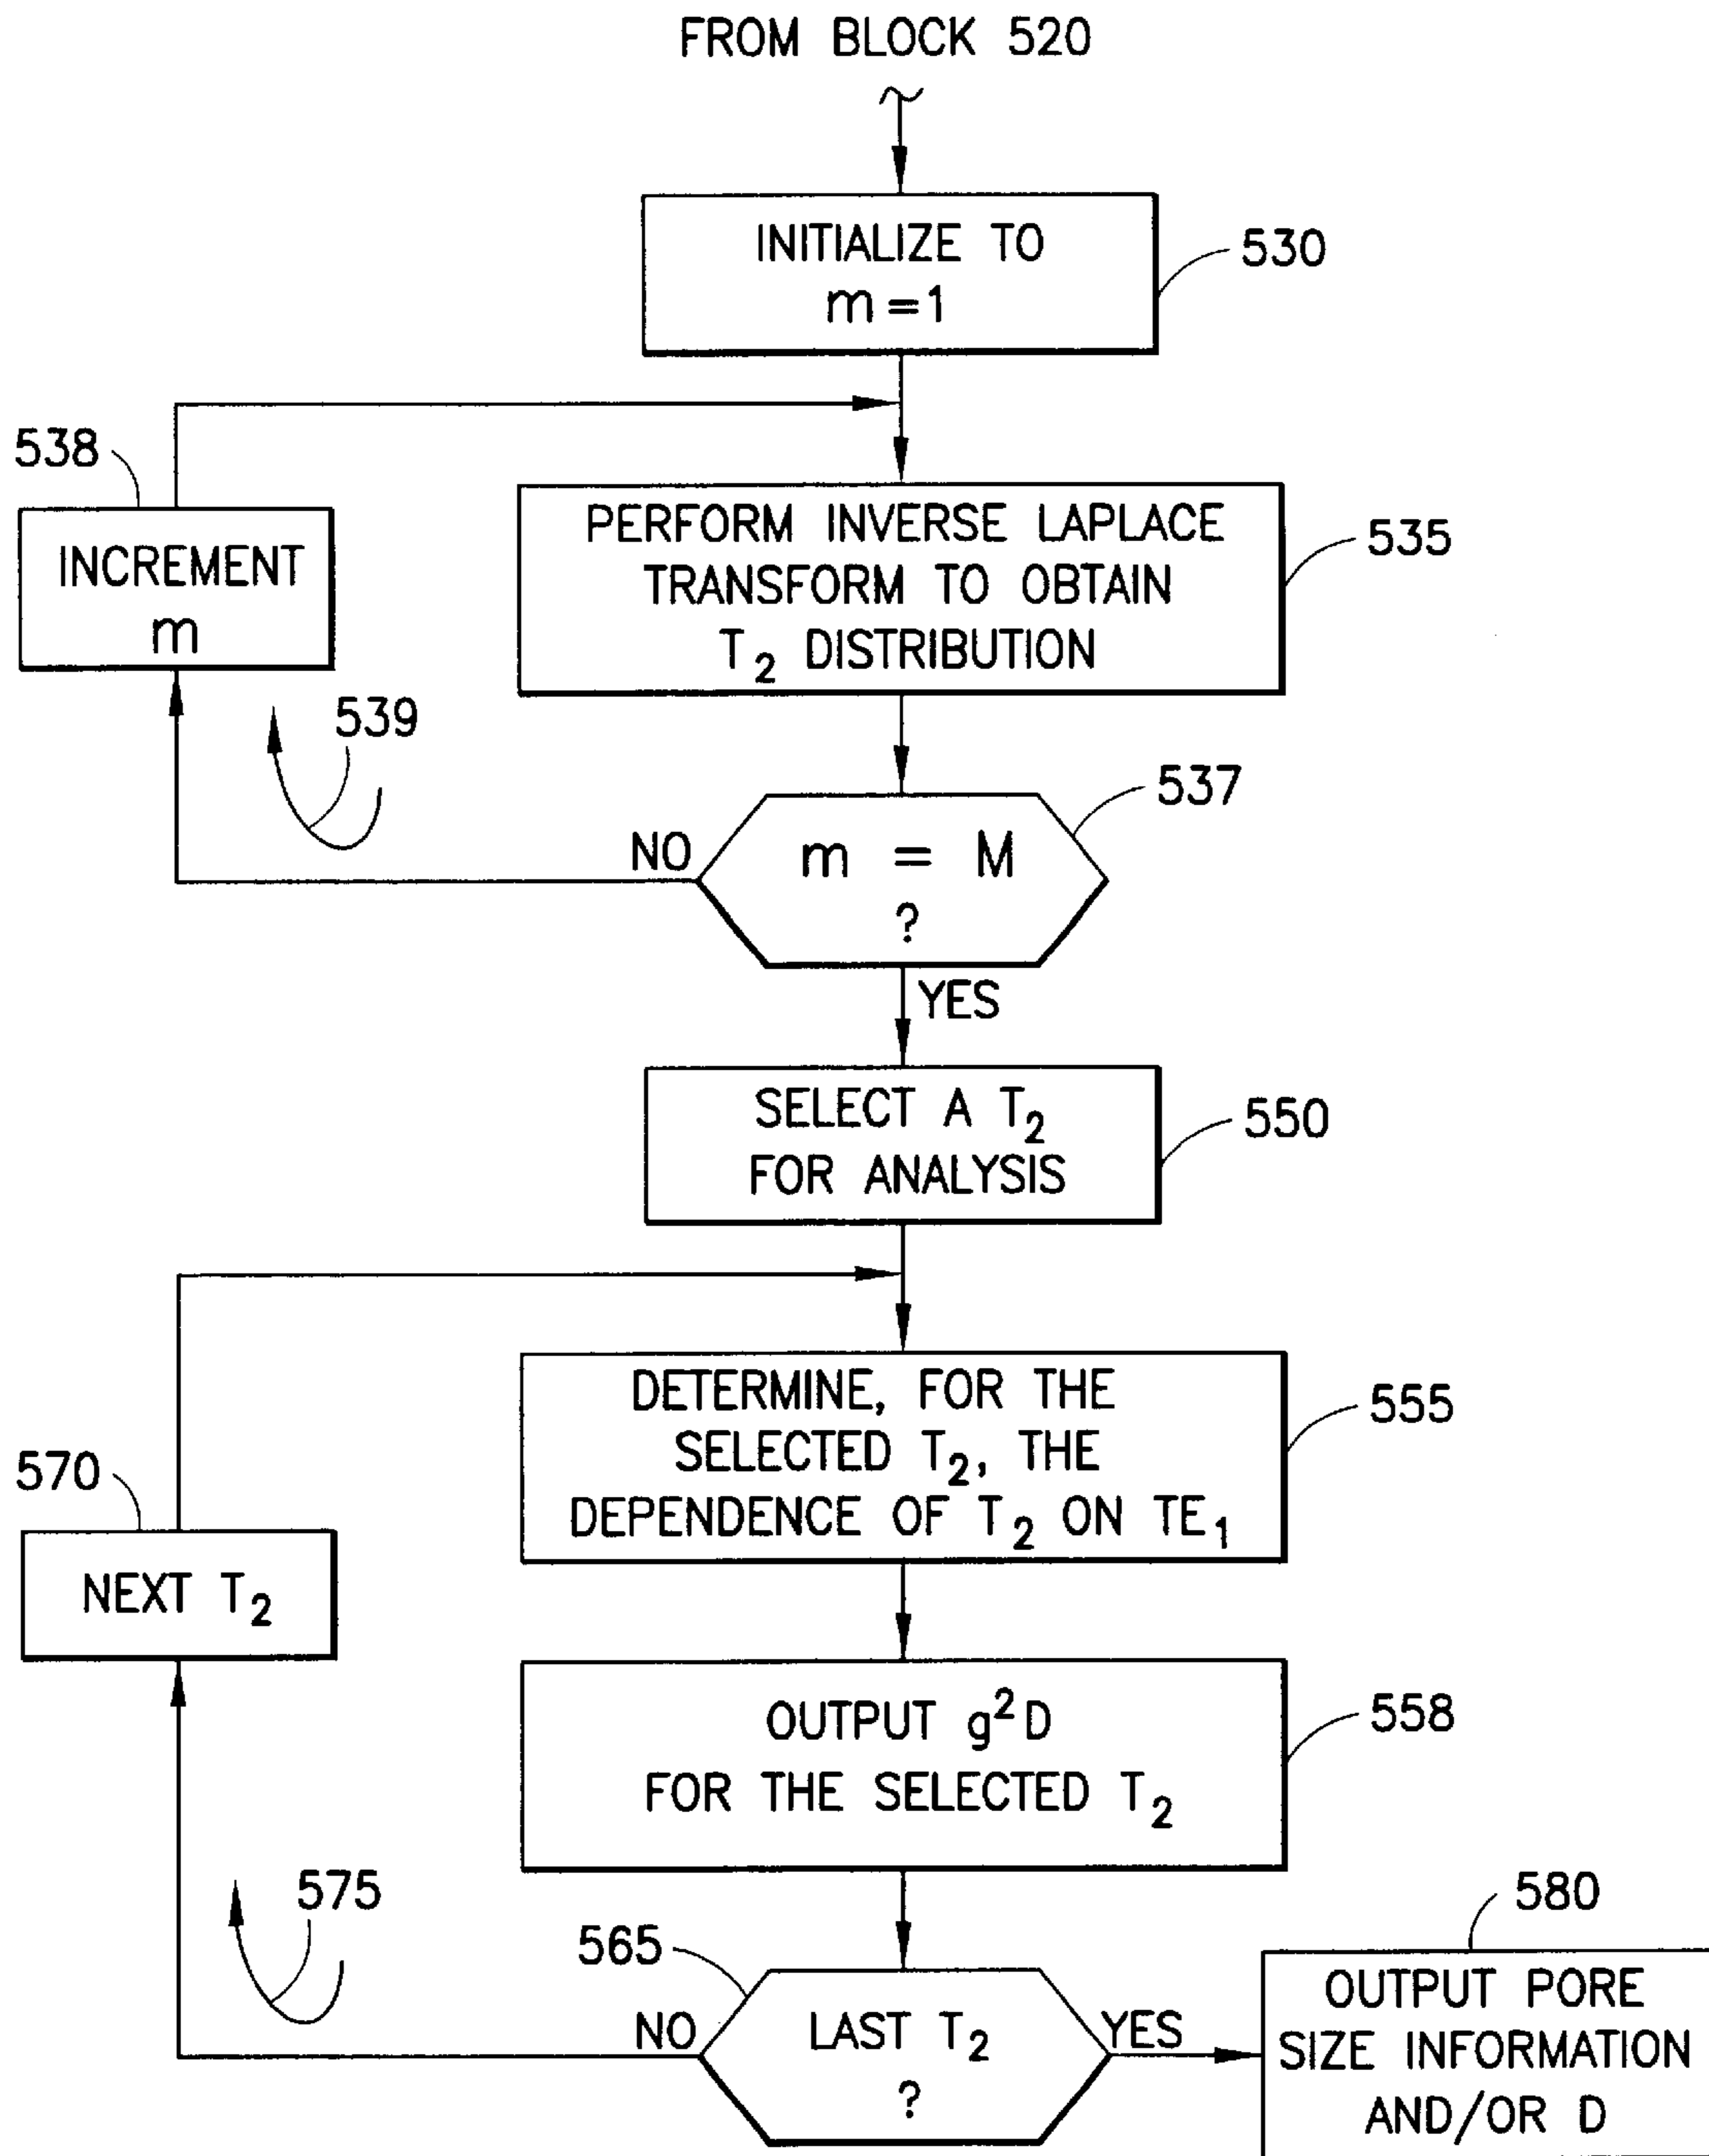 FROM BLOCK 520
INITIALIZE TO
m=1
530
538
INCREMENT
m
PERFORM INVERSE LAPLACE
TRANSFORM TO OBTAIN
T₂ DISTRIBUTION
535
539
537
NO
m = M
?
YES
SELECT A T₂
FOR ANALYSIS
550
DETERMINE, FOR THE
SELECTED T₂, THE
DEPENDENCE OF T₂ ON TE₁
555
570
NEXT T₂
OUTPUT g²D
FOR THE SELECTED T₂
558
575
565
NO
LAST T₂
?
YES
580
OUTPUT PORE
SIZE INFORMATION
AND/OR D